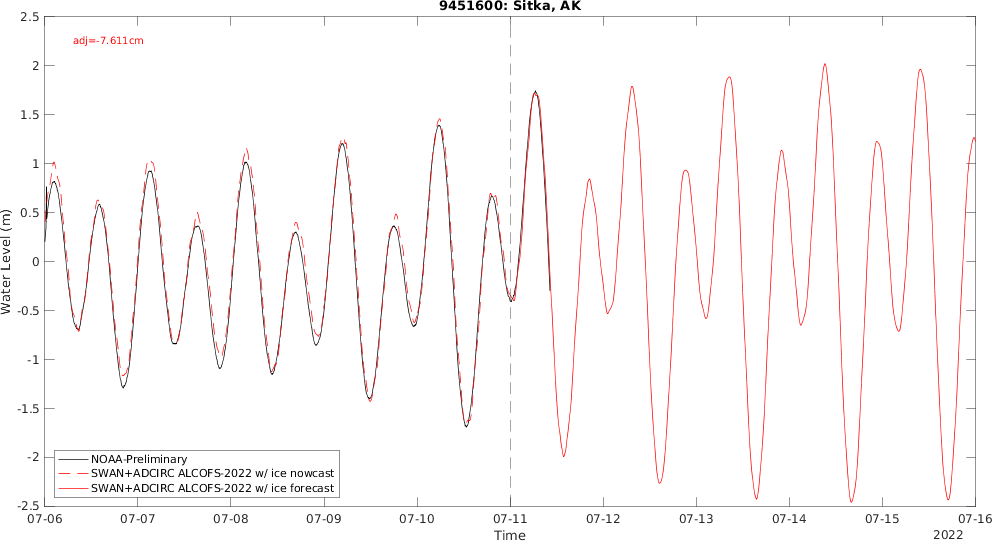 9451600: Sitka, AK
adj=-7.611cm
Water Level (m)
2.5
2
1.5
1
0.5
0
-0.5
-1
-1.5
-2
-2.5
NOAA-Preliminary
SWAN+ADCIRC ALCOFS-2022 w/ ice nowcast
SWAN+ADCIRC ALCOFS-2022 w/ ice forecast
07-06 07-07 07-08 07-09 07-10 07-11 07-12 07-13 07-14 07-15 07-16
Time
2022